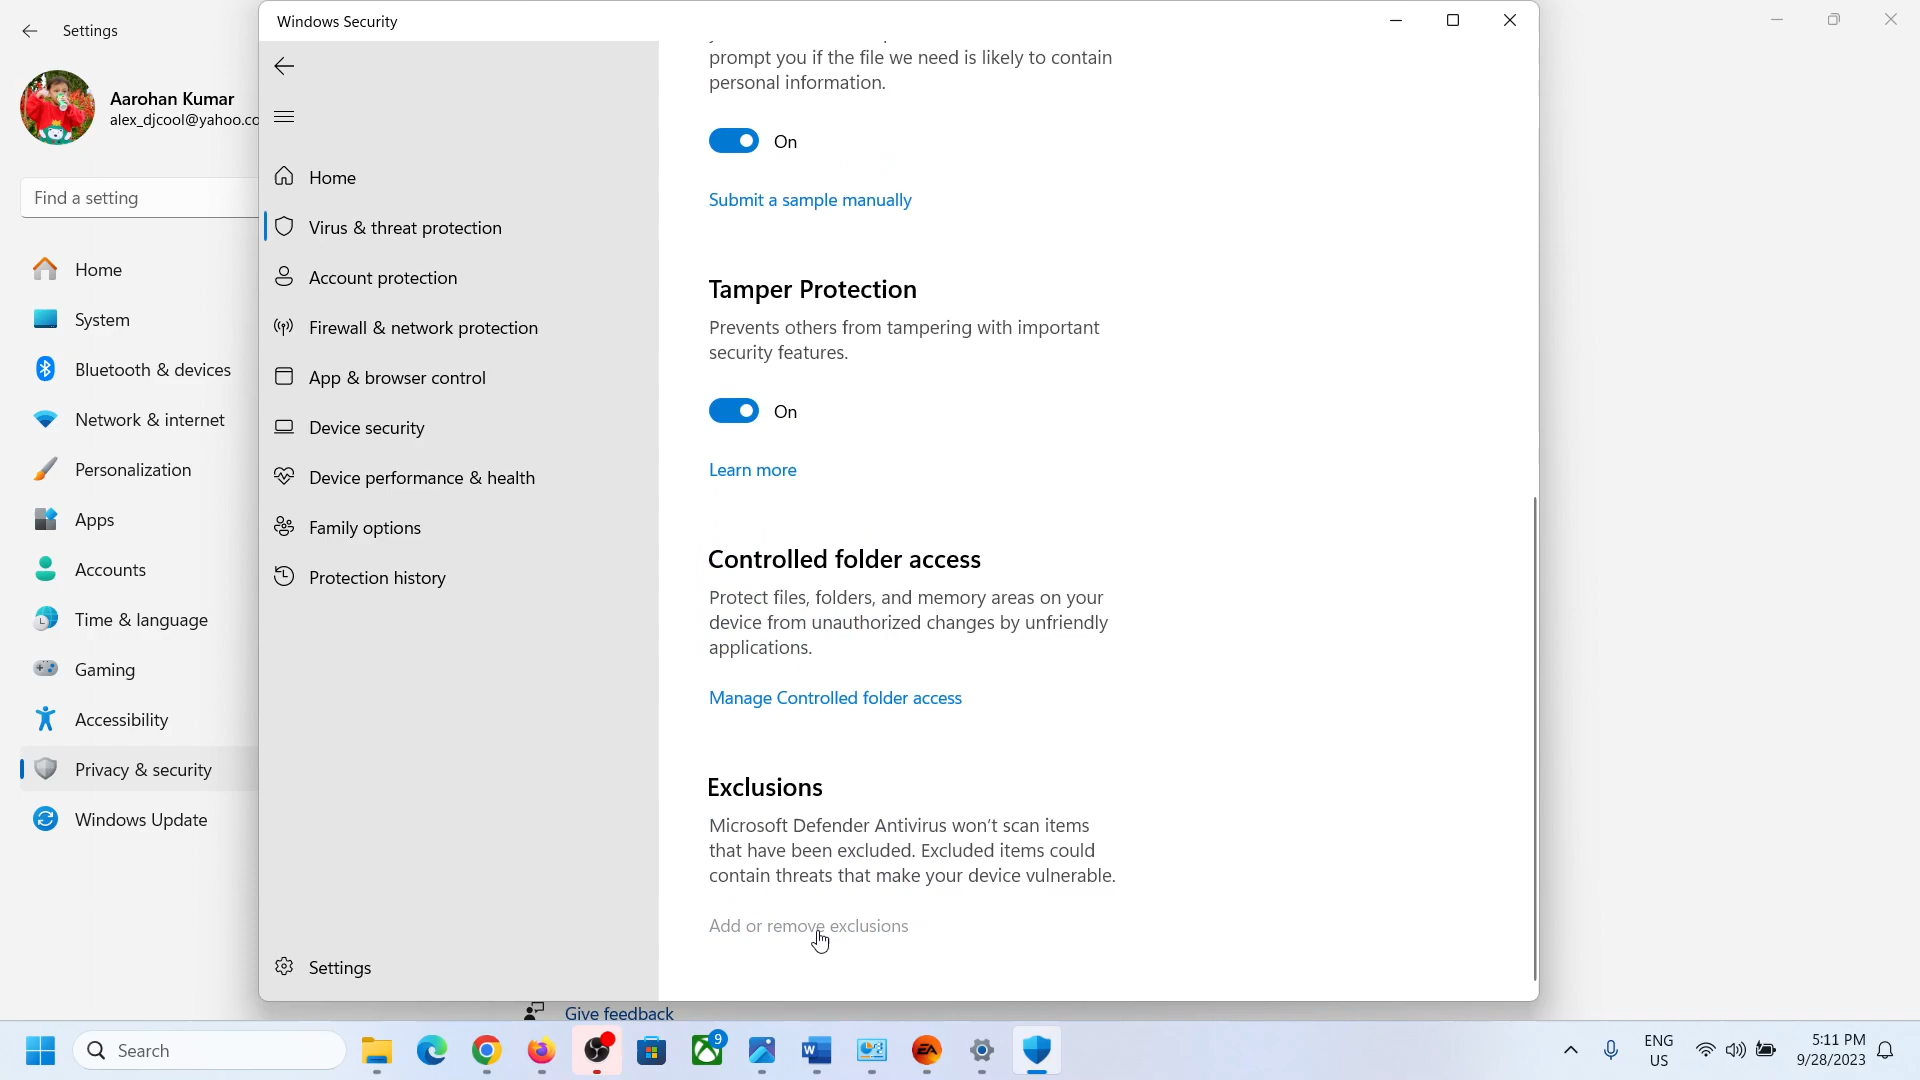 Settings
Aarohan Kumar
alex_djcool@yahoo.co
Find a setting
Home
System
Bluetooth & devices
Network & internet
Personalization
Apps
Accounts
Time & language
Gaming
Accessibility
Privacy & security
Windows Update
Windows Security
Home
Virus & threat protection
Account protection
Firewall & network protection
App & browser control
Device security
Device performance & health
Family options
Protection history
Settings
prompt you if the file we need is likely to contain
personal information.
On
Submit a sample manually
Tamper Protection
Prevents others from tampering with important
security features.
On
Learn more
Controlled folder access
Protect files, folders, and memory areas on your
device from unauthorized changes by unfriendly
applications.
Manage Controlled folder access
Exclusions
Microsoft Defender Antivirus won't scan items
that have been excluded. Excluded items could
contain threats that make your device vulnerable.
Add or remove exclusions
Give feedback
Search
9
W
EA
ENG
US
5:11 PM
9/28/2023